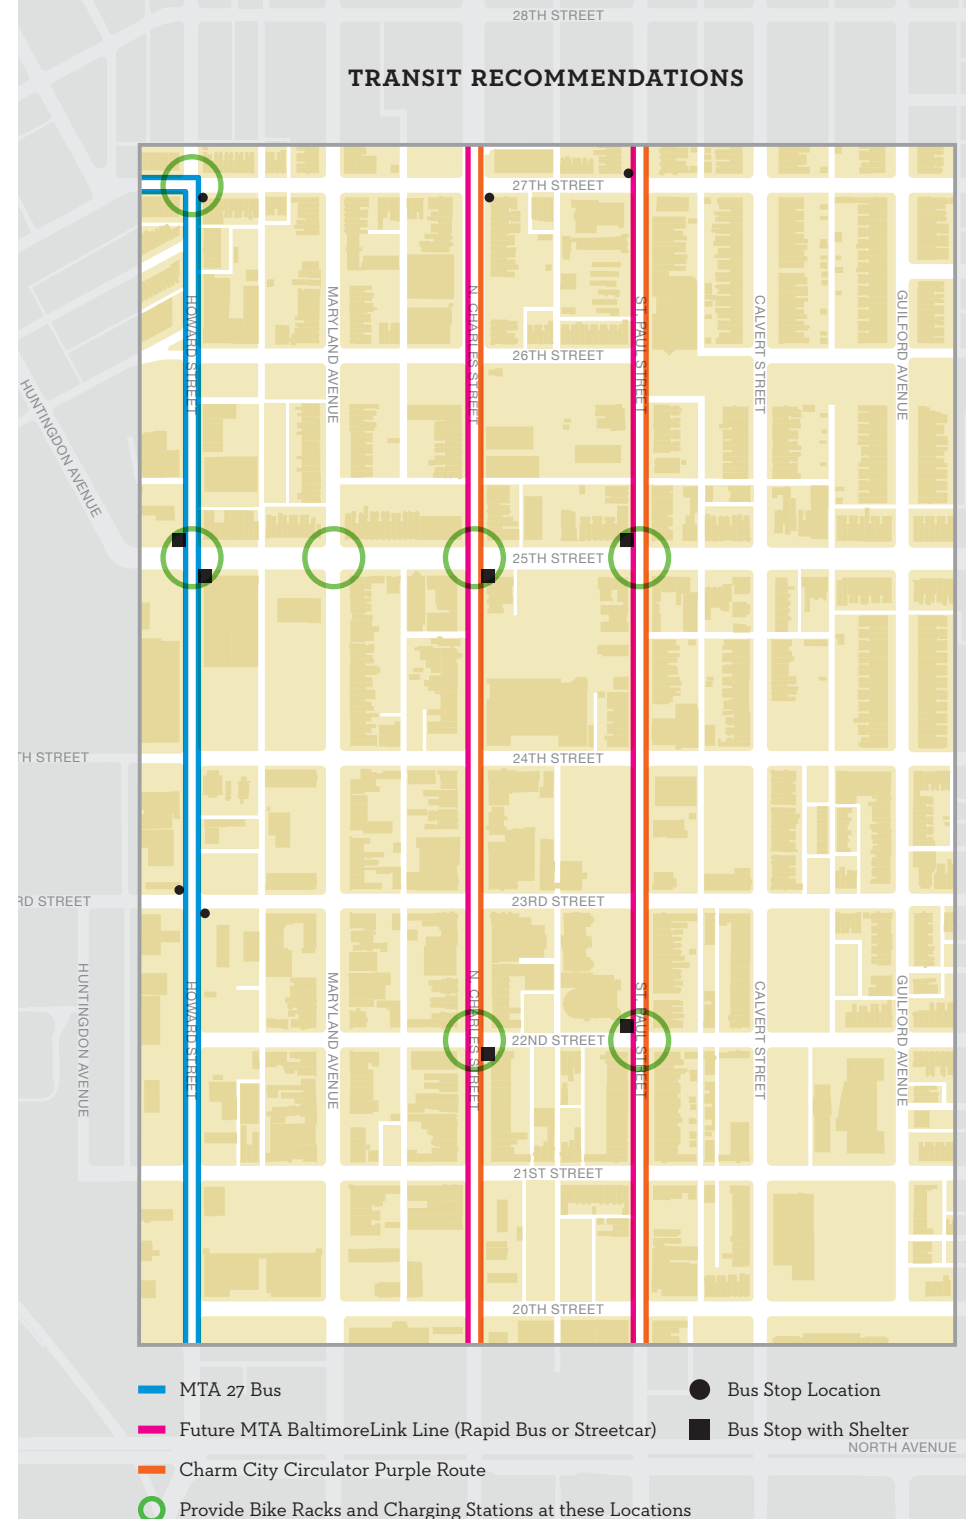 28TH STREET
TRANSIT RECOMMENDATIONS
27TH STREET
HOWARD STREET
MARYLAND AVENUE
N. CHARLES STREET
ST. PAUL STREET
CALVERT STREET
GUILFORD AVENUE
26TH STREET
HUNTINGDON AVENUE
25TH STREET
TH STREET
24TH STREET
RD STREET
23RD STREET
HUNTINGDON AVENUE
HOWARD STREET
MARYLAND AVENUE
N. CHARLES STREET
ST. PAUL STREET
CALVERT STREET
GUILFORD AVENUE
22ND STREET
21ST STREET
20TH STREET
MTA 27 Bus
Bus Stop Location
Future MTA BaltimoreLink Line (Rapid Bus or Streetcar)
Bus Stop with Shelter
NORTH AVENUE
Charm City Circulator Purple Route
Provide Bike Racks and Charging Stations at these Locations